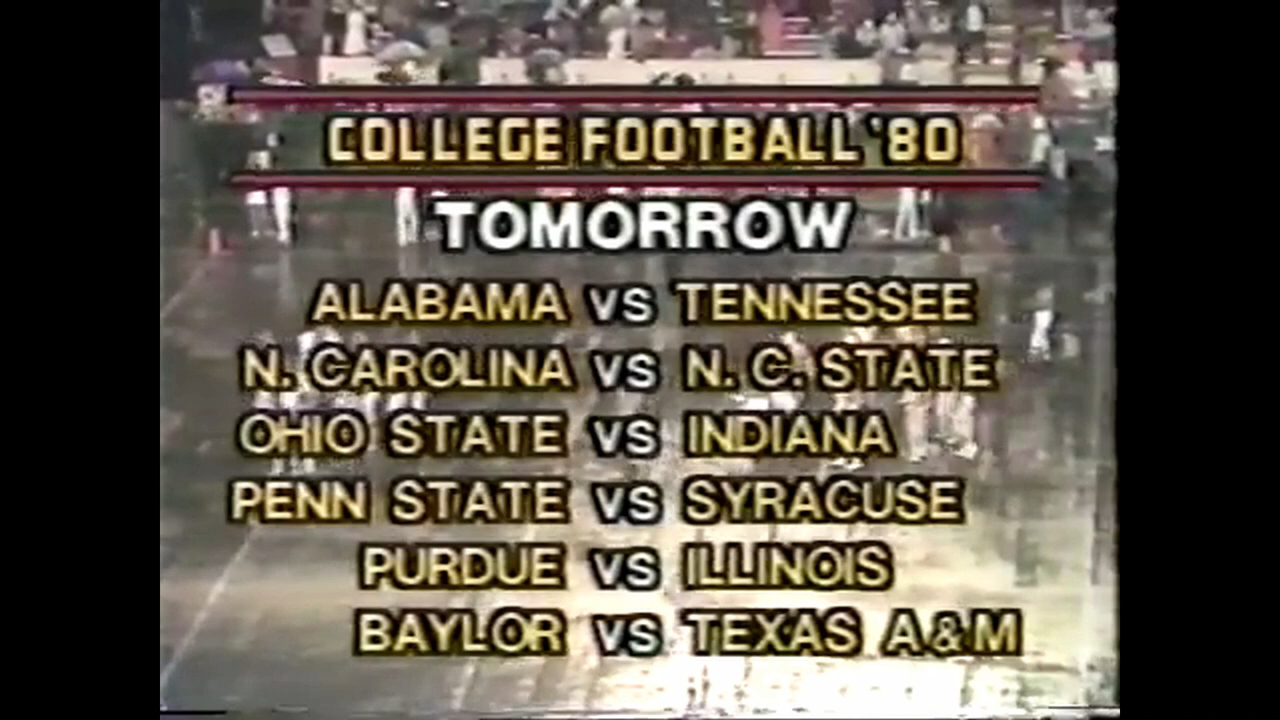 COLLEGE FOOTBALL '80
TOMORROW
ALABAMA VS TENNESSEE
N. CAROLINA VS N. C. STATE
OHIO STATE VS INDIANA
PENN STATE VS SYRACUSE
PURDUE VS ILLINOIS
BAYLOR VS TEXAS A&M